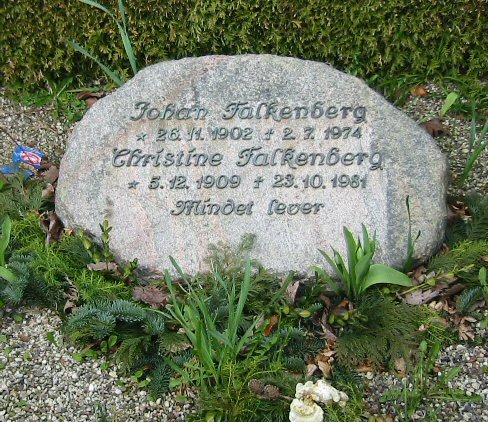 Johan Falkenberg
* 26.11.1902 † 2.7.1974
Christine Falkenberg
* 5.12.1909 † 23.10.1981
Mindet lever